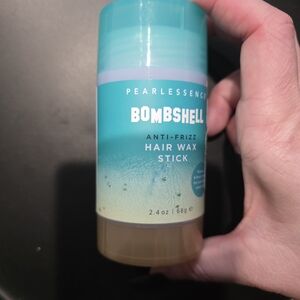 PEARLESSENCE
BOMBSHELL
ANTI-FRIZZ
HAIR WAX
STICK
2.4 oz | 68g e